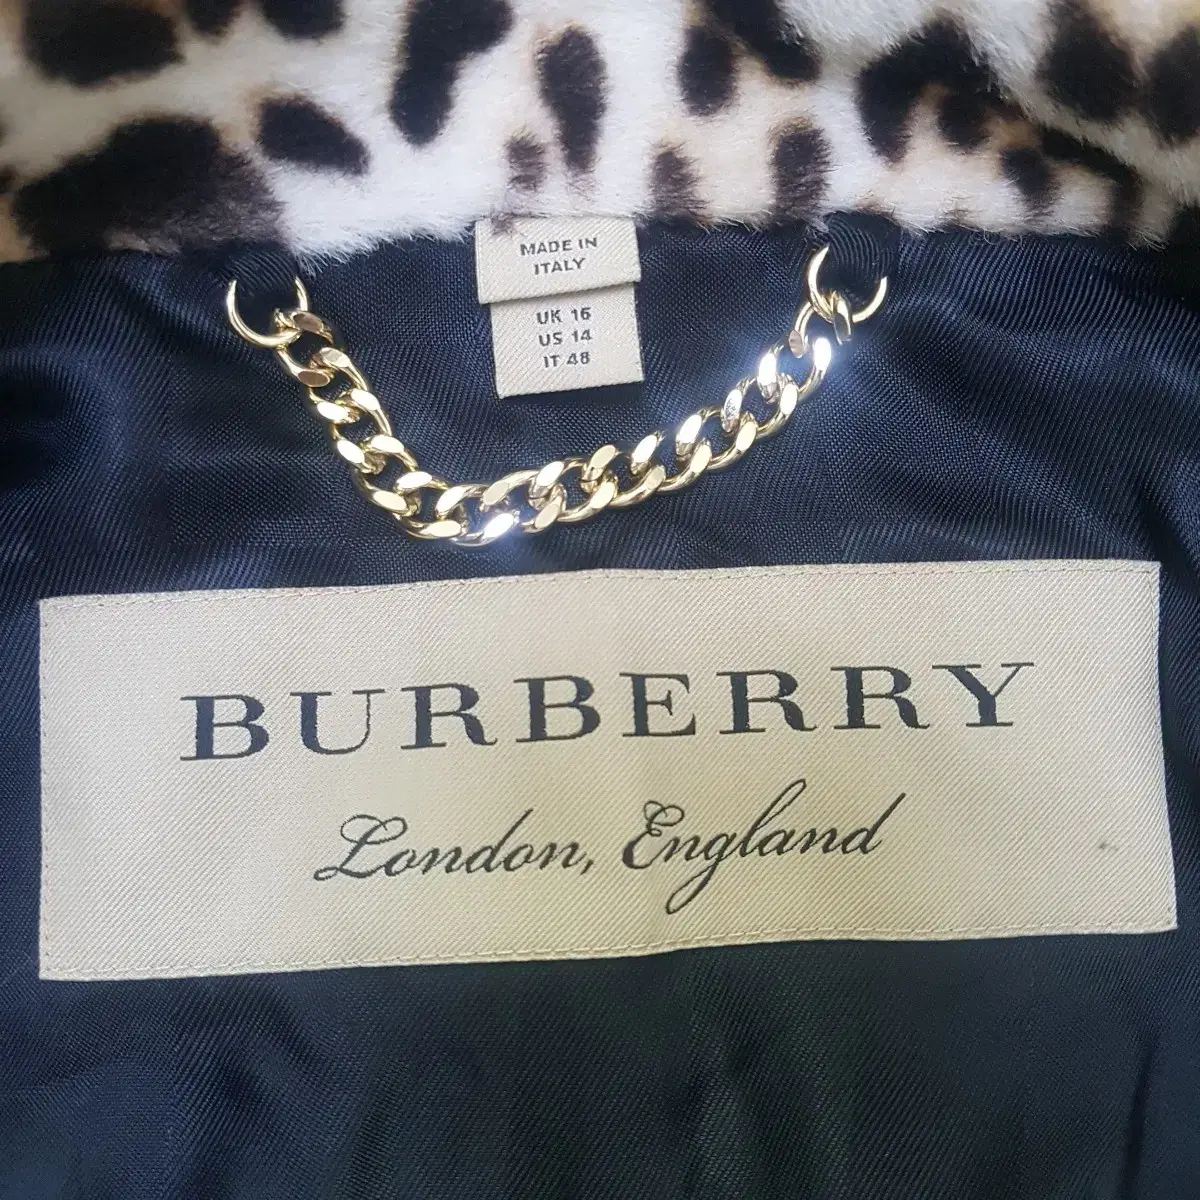 MADE IN
ITALY
UK 16
US 14
IT 48
BURBERRY
London, England